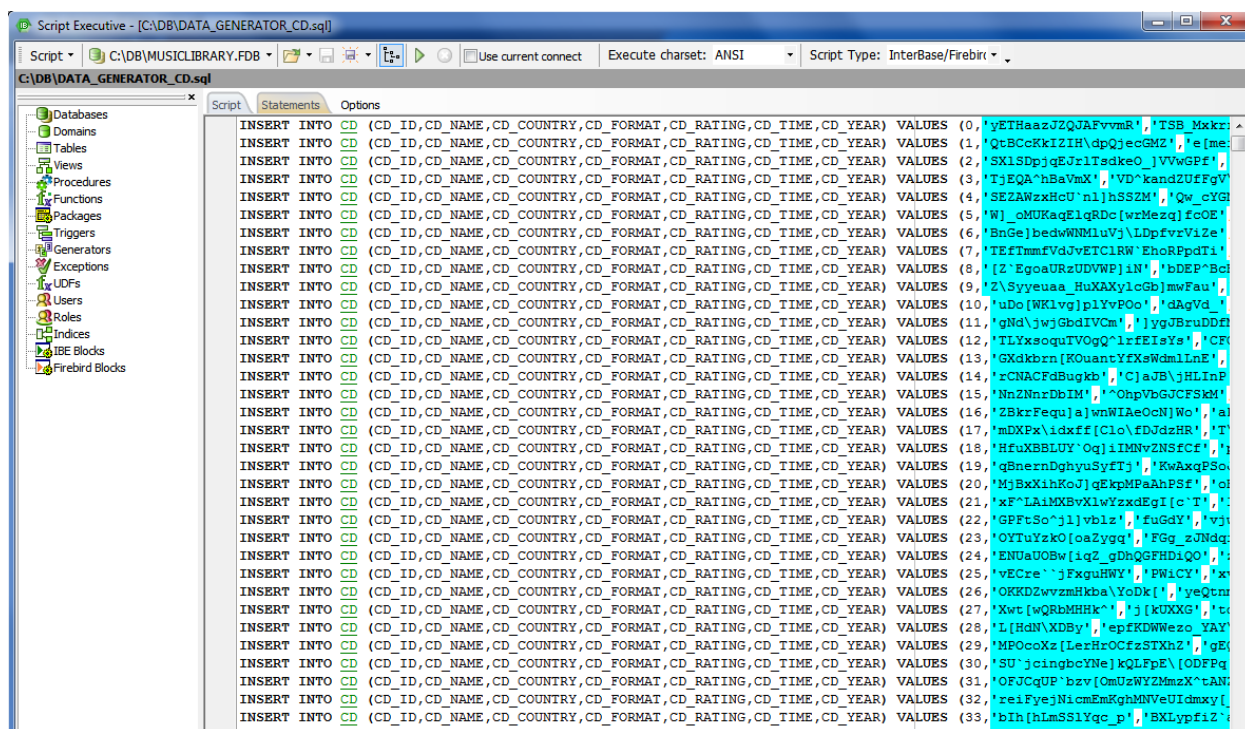 Script Executive - [C:\DB\DATA_GENERATOR_CD.sql]
Script C:\DB\MUSICLIBRARY.FDB Use current connect Execute charset: ANSI Script Type: InterBase/Firebir
C:\DB\DATA_GENERATOR_CD.sql
Databases
Domains
Tables
Views
Procedures
Functions
Packages
Triggers
Generators
Exceptions
UDFs
Users
Roles
Indices
IBE Blocks
Firebird Blocks
Script Statements Options
INSERT INTO CD (CD_ID,CD_NAME,CD_COUNTRY,CD_FORMAT,CD_RATING,CD_TIME,CD_YEAR) VALUES (0,'yETHaazJZQJAFvvmR','TSB_Mxkr
INSERT INTO CD (CD_ID,CD_NAME,CD_COUNTRY,CD_FORMAT,CD_RATING,CD_TIME,CD_YEAR) VALUES (1,'QtBCcKkIZIH\dpQjecGMZ','e[me
INSERT INTO CD (CD_ID,CD_NAME,CD_COUNTRY,CD_FORMAT,CD_RATING,CD_TIME,CD_YEAR) VALUES (2,'SXlSDpjqEJrlTsdkeO_]VVwGPf',
INSERT INTO CD (CD_ID,CD_NAME,CD_COUNTRY,CD_FORMAT,CD_RATING,CD_TIME,CD_YEAR) VALUES (3,'TjEQA^hBaVmX','VD^kandZUfFgV
INSERT INTO CD (CD_ID,CD_NAME,CD_COUNTRY,CD_FORMAT,CD_RATING,CD_TIME,CD_YEAR) VALUES (4,'SEZAWzxHcU`nl]hSSZM','Qw_cYG
INSERT INTO CD (CD_ID,CD_NAME,CD_COUNTRY,CD_FORMAT,CD_RATING,CD_TIME,CD_YEAR) VALUES (5,'W]_oMUKaqElqRDc[wrMezq]fcOE'
INSERT INTO CD (CD_ID,CD_NAME,CD_COUNTRY,CD_FORMAT,CD_RATING,CD_TIME,CD_YEAR) VALUES (6,'BnGe]bedwWNMluVj\LDpfvrViZe'
INSERT INTO CD (CD_ID,CD_NAME,CD_COUNTRY,CD_FORMAT,CD_RATING,CD_TIME,CD_YEAR) VALUES (7,'TEfTmmfVdJvETClRW`EhoRPpdTi'
INSERT INTO CD (CD_ID,CD_NAME,CD_COUNTRY,CD_FORMAT,CD_RATING,CD_TIME,CD_YEAR) VALUES (8,'[Z`EgoaURzUDVWP]iN','bDEP^Bc
INSERT INTO CD (CD_ID,CD_NAME,CD_COUNTRY,CD_FORMAT,CD_RATING,CD_TIME,CD_YEAR) VALUES (9,'Z\Syyeuaa_HuXAXylcGb]mwFau',
INSERT INTO CD (CD_ID,CD_NAME,CD_COUNTRY,CD_FORMAT,CD_RATING,CD_TIME,CD_YEAR) VALUES (10,'uDo[WKlvg]plYvPOo','dAgVd_'
INSERT INTO CD (CD_ID,CD_NAME,CD_COUNTRY,CD_FORMAT,CD_RATING,CD_TIME,CD_YEAR) VALUES (11,'gNd\jwjGbdIVCm',']ygJBruDDf
INSERT INTO CD (CD_ID,CD_NAME,CD_COUNTRY,CD_FORMAT,CD_RATING,CD_TIME,CD_YEAR) VALUES (12,'TLYxsoquTVOgQ^lrfEIsYs','CF
INSERT INTO CD (CD_ID,CD_NAME,CD_COUNTRY,CD_FORMAT,CD_RATING,CD_TIME,CD_YEAR) VALUES (13,'GXdkbrn[KOuantYfXsWdmlLnE',
INSERT INTO CD (CD_ID,CD_NAME,CD_COUNTRY,CD_FORMAT,CD_RATING,CD_TIME,CD_YEAR) VALUES (14,'rCNACFdBugkb','C]aJB\jHLInP
INSERT INTO CD (CD_ID,CD_NAME,CD_COUNTRY,CD_FORMAT,CD_RATING,CD_TIME,CD_YEAR) VALUES (15,'NnZNnrDbIM','^OhpVbGJCFSkM'
INSERT INTO CD (CD_ID,CD_NAME,CD_COUNTRY,CD_FORMAT,CD_RATING,CD_TIME,CD_YEAR) VALUES (16,'ZBkrFequ]a]wnWIAeOcN]Wo','a
INSERT INTO CD (CD_ID,CD_NAME,CD_COUNTRY,CD_FORMAT,CD_RATING,CD_TIME,CD_YEAR) VALUES (17,'mDXPx\idxff[Clo\fDJdzHR','T
INSERT INTO CD (CD_ID,CD_NAME,CD_COUNTRY,CD_FORMAT,CD_RATING,CD_TIME,CD_YEAR) VALUES (18,'HfuXBBLUY`Oq]iIMNvZNSfCf','
INSERT INTO CD (CD_ID,CD_NAME,CD_COUNTRY,CD_FORMAT,CD_RATING,CD_TIME,CD_YEAR) VALUES (19,'qBnernDghyuSyfTj','KwAxqPSo
INSERT INTO CD (CD_ID,CD_NAME,CD_COUNTRY,CD_FORMAT,CD_RATING,CD_TIME,CD_YEAR) VALUES (20,'MjBxXihKoJ]qEkpMPaAhPSf','o
INSERT INTO CD (CD_ID,CD_NAME,CD_COUNTRY,CD_FORMAT,CD_RATING,CD_TIME,CD_YEAR) VALUES (21,'xF^LAiMXBvXlwYzxdEgI[c`T','
INSERT INTO CD (CD_ID,CD_NAME,CD_COUNTRY,CD_FORMAT,CD_RATING,CD_TIME,CD_YEAR) VALUES (22,'GPFtSo^jl]vblz','fuGdY','vj
INSERT INTO CD (CD_ID,CD_NAME,CD_COUNTRY,CD_FORMAT,CD_RATING,CD_TIME,CD_YEAR) VALUES (23,'OYTuYzkO[oaZygq','FGg_zJNdq
INSERT INTO CD (CD_ID,CD_NAME,CD_COUNTRY,CD_FORMAT,CD_RATING,CD_TIME,CD_YEAR) VALUES (24,'ENUaUOBw[iqZ_gDhQGFHDiQO','
INSERT INTO CD (CD_ID,CD_NAME,CD_COUNTRY,CD_FORMAT,CD_RATING,CD_TIME,CD_YEAR) VALUES (25,'vECre``jFxguHWY','PWiCY','x
INSERT INTO CD (CD_ID,CD_NAME,CD_COUNTRY,CD_FORMAT,CD_RATING,CD_TIME,CD_YEAR) VALUES (26,'OKKDZwvzmHkba\YoDk[','yeQtn
INSERT INTO CD (CD_ID,CD_NAME,CD_COUNTRY,CD_FORMAT,CD_RATING,CD_TIME,CD_YEAR) VALUES (27,'Xwt[wQRbMHHk^','j[kUXXG','t
INSERT INTO CD (CD_ID,CD_NAME,CD_COUNTRY,CD_FORMAT,CD_RATING,CD_TIME,CD_YEAR) VALUES (28,'L[HdN\XDBy','epfKDWWezo_YAY
INSERT INTO CD (CD_ID,CD_NAME,CD_COUNTRY,CD_FORMAT,CD_RATING,CD_TIME,CD_YEAR) VALUES (29,'MPOcoXz[LerHrOCfzSTXhZ','gE
INSERT INTO CD (CD_ID,CD_NAME,CD_COUNTRY,CD_FORMAT,CD_RATING,CD_TIME,CD_YEAR) VALUES (30,'SU`jcingbcYNe]kQLFpE\[ODFPq
INSERT INTO CD (CD_ID,CD_NAME,CD_COUNTRY,CD_FORMAT,CD_RATING,CD_TIME,CD_YEAR) VALUES (31,'OFJCqUP`bzv[OmUzWYZMmzX^tAN
INSERT INTO CD (CD_ID,CD_NAME,CD_COUNTRY,CD_FORMAT,CD_RATING,CD_TIME,CD_YEAR) VALUES (32,'reiFyejNicmEmKghMNVeUIdmxy[
INSERT INTO CD (CD_ID,CD_NAME,CD_COUNTRY,CD_FORMAT,CD_RATING,CD_TIME,CD_YEAR) VALUES (33,'bIh[hLmSSlYqc_p','BXLypfiZ`